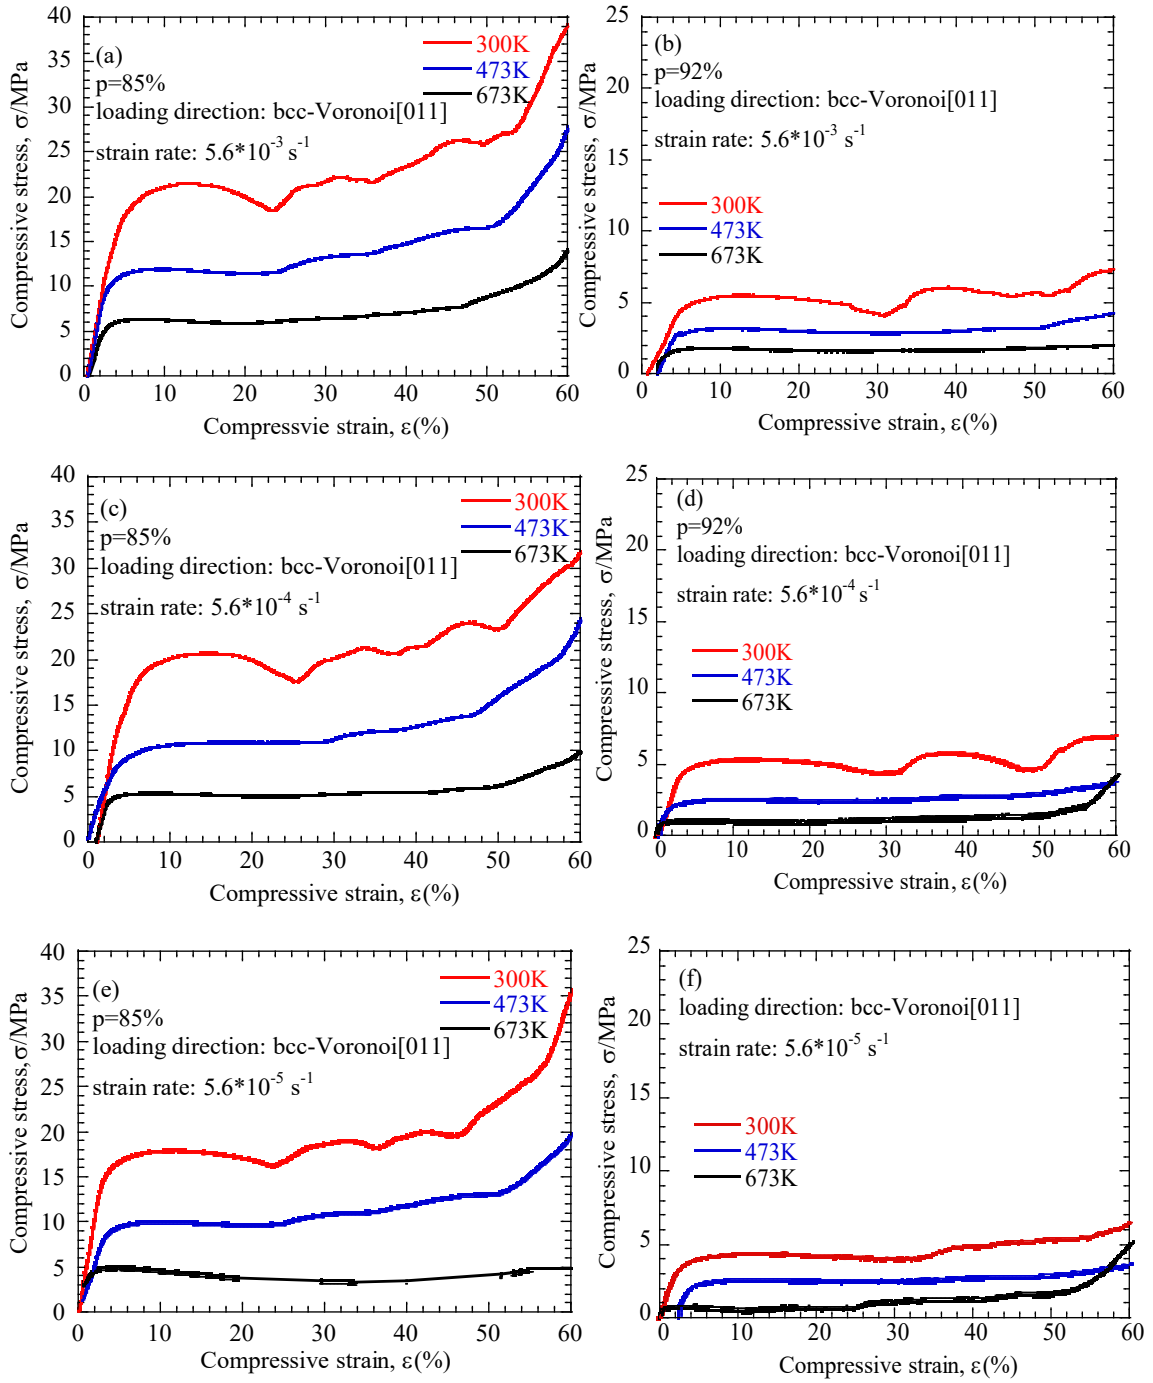 40
35
30
25
20
15
10
5
0
Compressive stress, σ/MPa
(a)
p=85%
loading direction: bcc-Voronoi[011]
strain rate: 5.6*10-3 s-1
300K
473K
673K
0 10 20 30 40 50 60
Compressvie strain, ε(%)
25
20
15
10
5
0
Compressive stress, σ/MPa
(b)
p=92%
loading direction: bcc-Voronoi[011]
strain rate: 5.6*10-3 s-1
300K
473K
673K
0 10 20 30 40 50 60
Compressive strain, ε(%)
40
35
30
25
20
15
10
5
0
Compressive stress, σ/MPa
(c)
p=85%
loading direction: bcc-Voronoi[011]
strain rate: 5.6*10-4 s-1
300K
473K
673K
0 10 20 30 40 50 60
Compressive strain, ε(%)
25
20
15
10
5
0
Compressive stress, σ/MPa
(d)
p=92%
loading direction: bcc-Voronoi[011]
strain rate: 5.6*10-4 s-1
300K
473K
673K
0 10 20 30 40 50 60
Compressive strain, ε(%)
40
35
30
25
20
15
10
5
0
Compressive stress,σ/MPa
(e)
p=85%
loading direction: bcc-Voronoi[011]
strain rate: 5.6*10-5 s-1
300K
473K
673K
0 10 20 30 40 50 60
Compressive strain, ε(%)
25
20
15
10
5
0
Compressive stress, σ/MPa
(f)
loading direction: bcc-Voronoi[011]
strain rate: 5.6*10-5 s-1
300K
473K
673K
0 10 20 30 40 50 60
Compressive strain, ε(%)